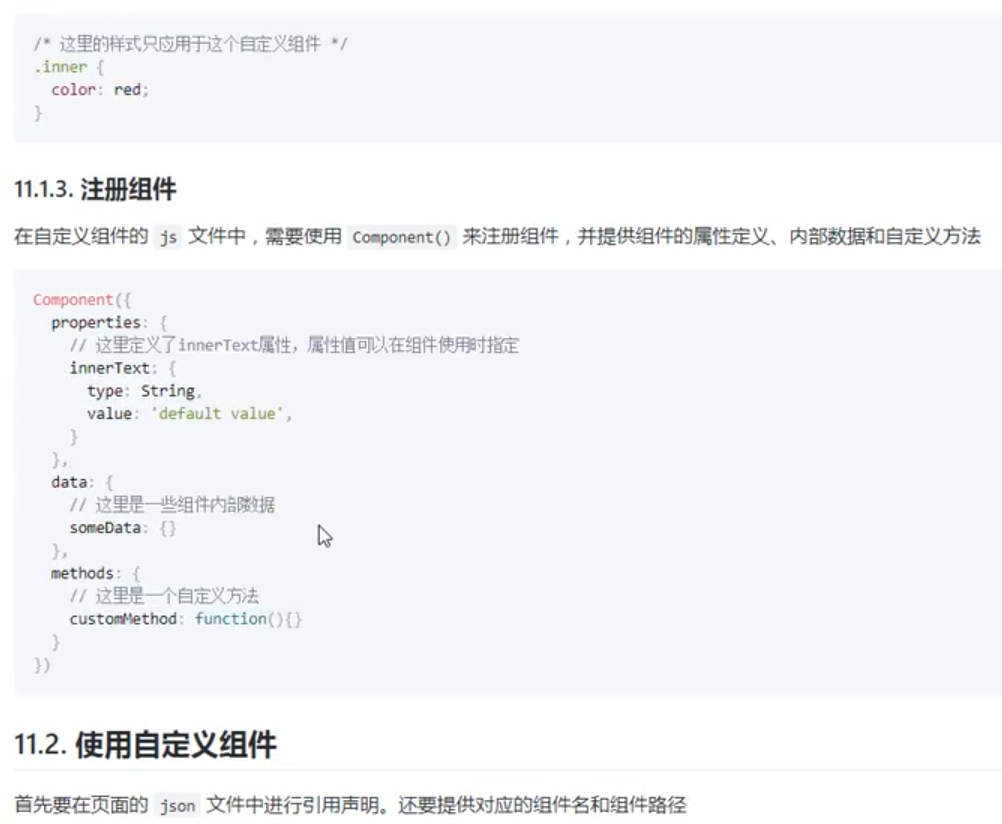 /* 这里的样式只应用于这个自定义组件 */
.inner {
  color: red;
}
11.1.3. 注册组件
在自定义组件的 js 文件中，需要使用 Component() 来注册组件，并提供组件的属性定义、内部数据和自定义方法
Component({
  properties: {
    // 这里定义了innerText属性，属性值可以在组件使用时指定
    innerText: {
      type: String,
      value: 'default value',
    }
  },
  data: {
    // 这里是一些组件内部数据
    someData: {}
  },
  methods: {
    // 这里是一个自定义方法
    customMethod: function(){}
  }
})
11.2. 使用自定义组件
首先要在页面的 json 文件中进行引用声明。还要提供对应的组件名和组件路径